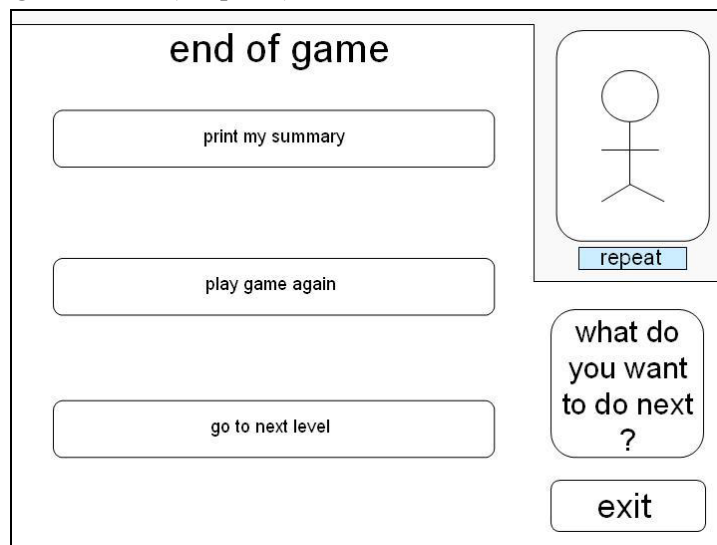 end of game
print my summary
play game again
go to next level
repeat
what do
you want
to do next
?
exit